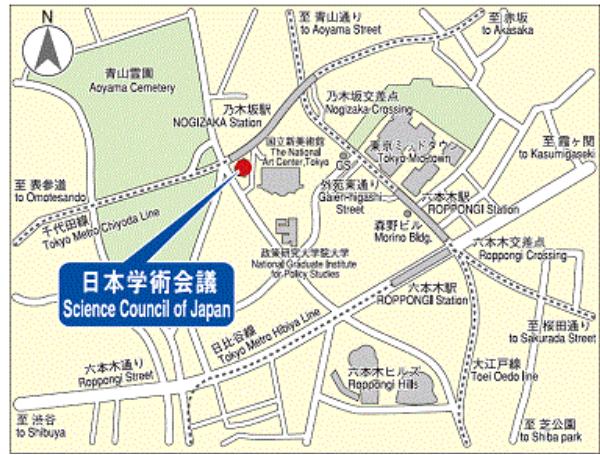 N
至 青山通り
to Aoyama Street
至 赤坂
to Akasaka
青山霊園
Aoyama Cemetery
乃木坂駅
NOGIZAKA Station
乃木坂交差点
Nogizaka Crossing
国立新美術館
The National
Art Center,Tokyo
東京ミッドタウン
Tokyo Mid-town
GS
至 霞ヶ関
to Kasumigaseki
至 表参道
to Omotesando
外苑東通り
Gaien-higashi
Street
六本木駅
ROPPONGI Station
千代田線
Tokyo Metro Chiyoda Line
森野ビル
Morino Bldg.
六本木交差点
Roppongi Crossing
政策研究大学院大学
National Graduate Institute
for Policy Studies
日本学術会議
Science Council of Japan
六本木駅
ROPPONGI Station
至 桜田通り
to Sakurada Street
日比谷線
Tokyo Metro Hibiya Line
六本木通り
Roppongi Street
六本木ヒルズ
Roppongi Hills
大江戸線
Toei Oedo line
至 渋谷
to Shibuya
至 芝公園
to Shiba park